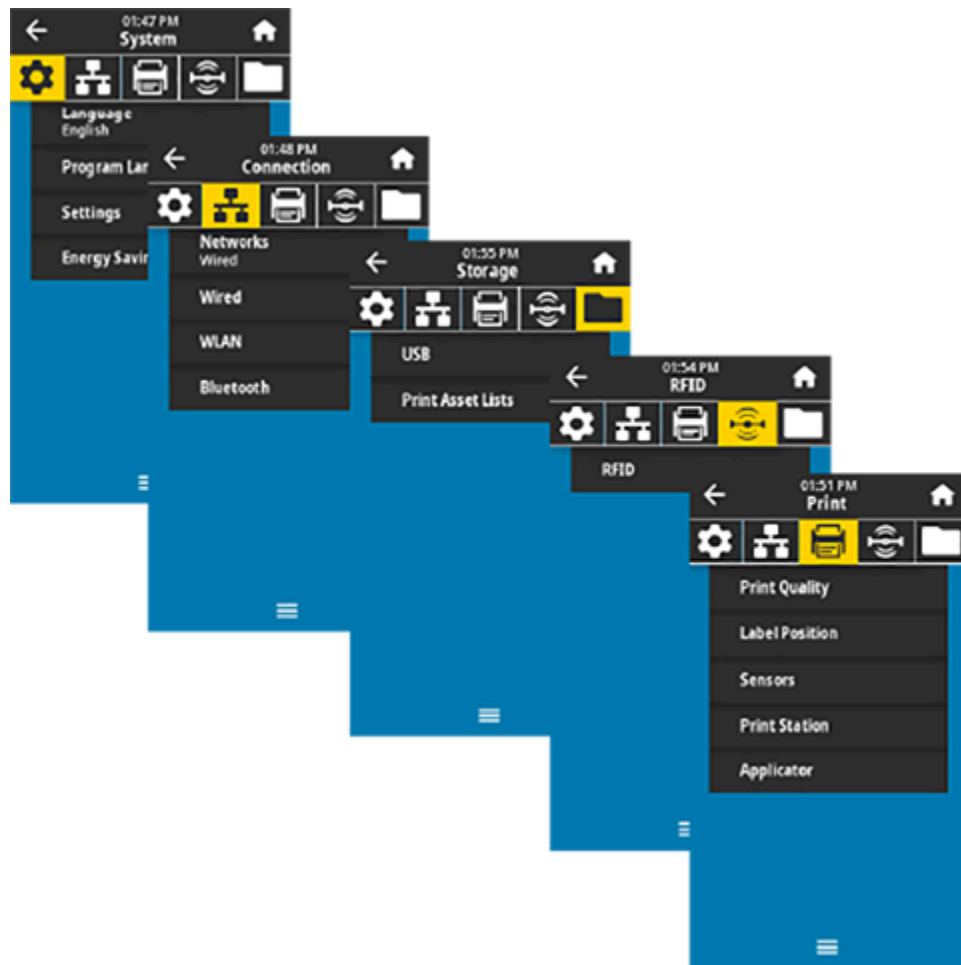 01:47 PM
System
Language
English
Program Lar
Settings
Energy Savin
01:48 PM
Connection
Networks
Wired
Wired
WLAN
Bluetooth
01:55 PM
Storage
USB
Print Asset Lists
01:54 PM
RFID
RFID
01:51 PM
Print
Print Quality
Label Position
Sensors
Print Station
Applicator